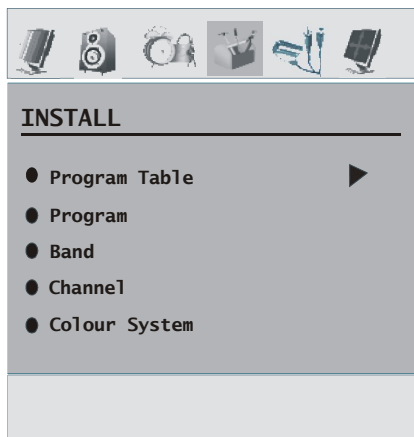 INSTALL
Program Table
Program
Band
Channel
Colour System